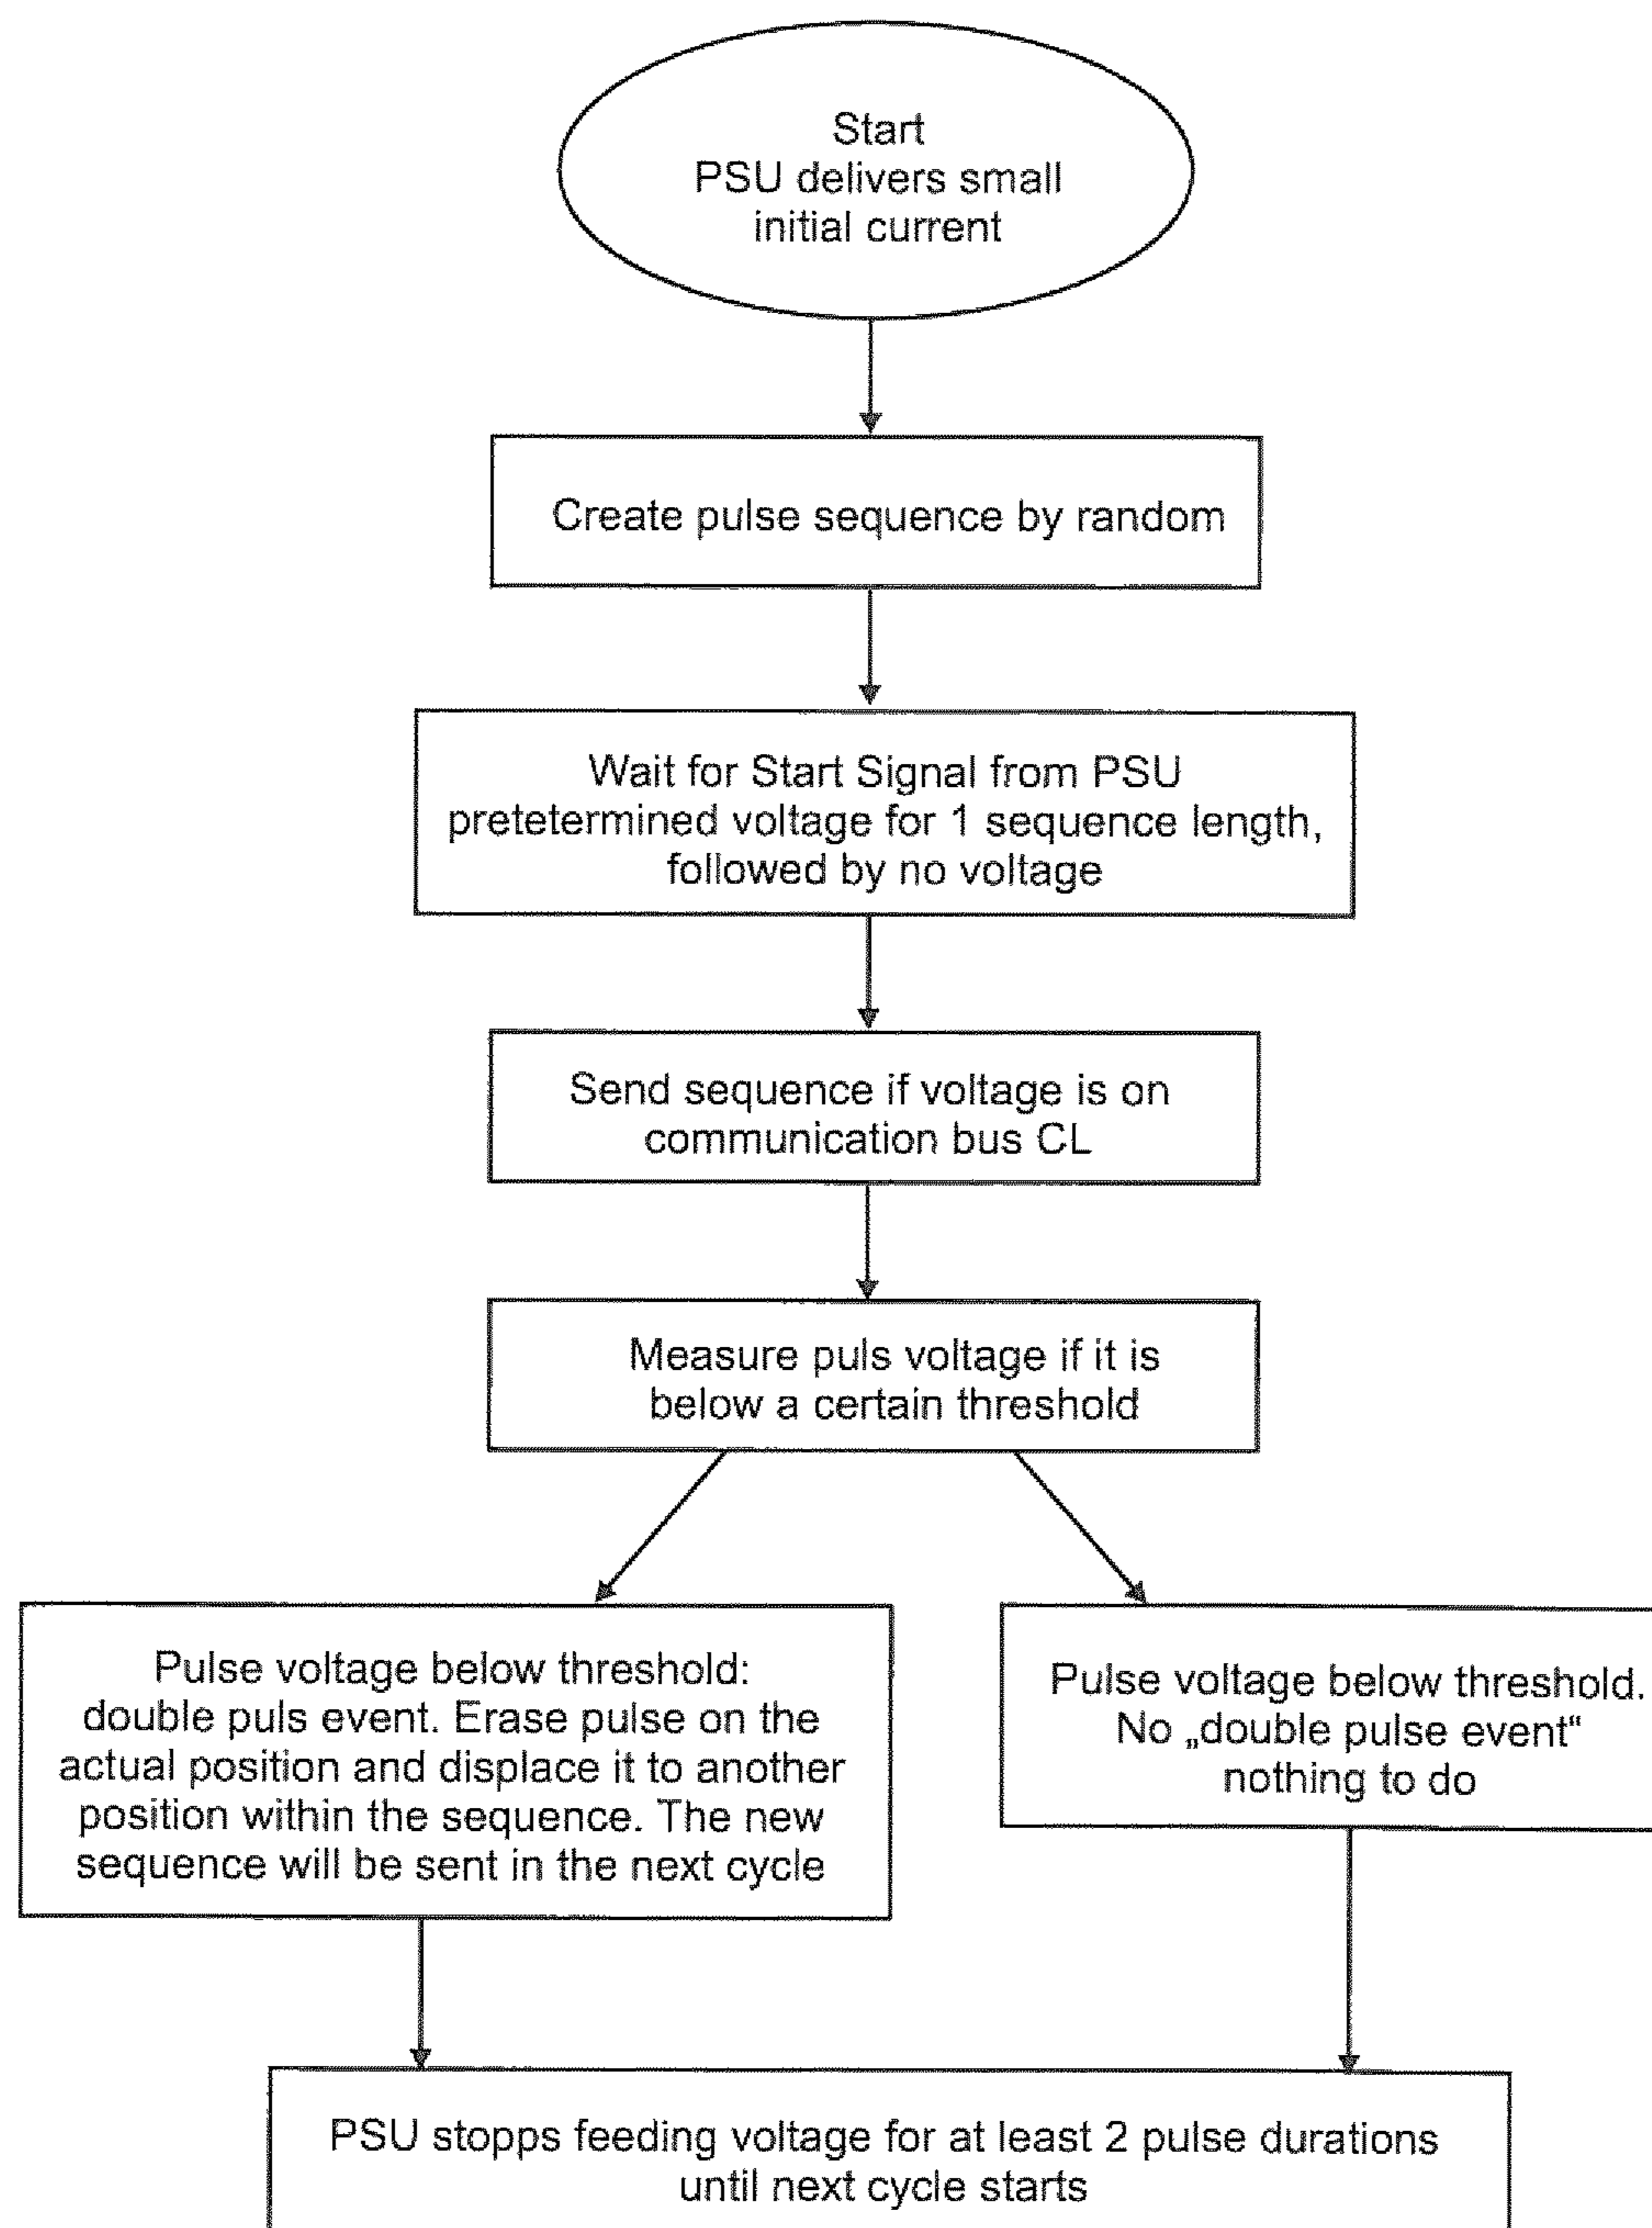 Start
PSU delivers small
initial current
Create pulse sequence by random
Wait for Start Signal from PSU
pretetermined voltage for 1 sequence length,
followed by no voltage
Send sequence if voltage is on
communication bus CL
Measure puls voltage if it is
below a certain threshold
Pulse voltage below threshold:
double puls event. Erase pulse on the
actual position and displace it to another
position within the sequence. The new
sequence will be sent in the next cycle
Pulse voltage below threshold.
No „double pulse event“
nothing to do
PSU stopps feeding voltage for at least 2 pulse durations
until next cycle starts